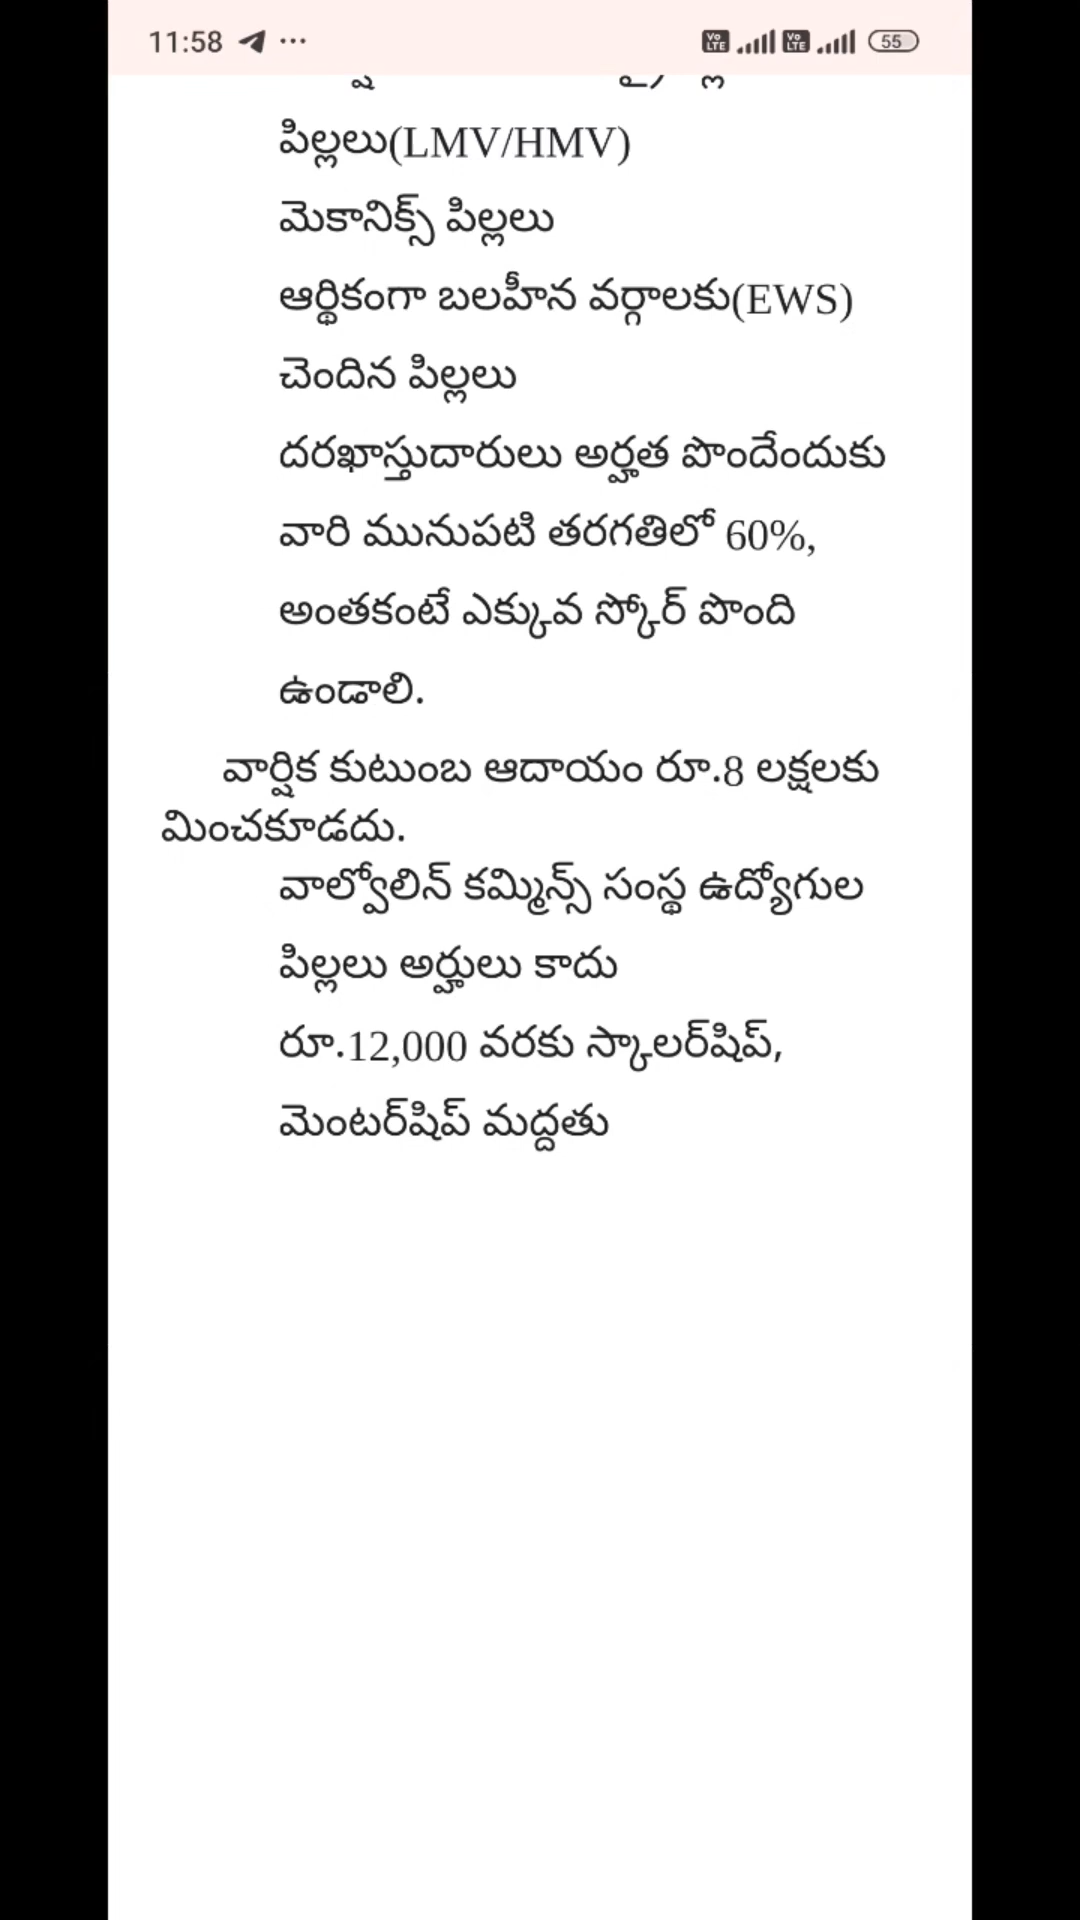 11:58
55
పిల్లలు(LMV/HMV)
మెకానిక్స్ పిల్లలు
ఆర్థికంగా బలహీన వర్గాలకు(EWS)
చెందిన పిల్లలు
దరఖాస్తుదారులు అర్హత పొందేందుకు
వారి మునుపటి తరగతిలో 60%,
అంతకంటే ఎక్కువ స్కోర్ పొంది
ఉండాలి.
వార్షిక కుటుంబ ఆదాయం రూ.8 లక్షలకు
మించకూడదు.
వాల్వోలిన్ కమ్మిన్స్ సంస్థ ఉద్యోగుల
పిల్లలు అర్హులు కాదు
రూ.12,000 వరకు స్కాలర్‌షిప్,
మెంటర్‌షిప్ మద్దతు